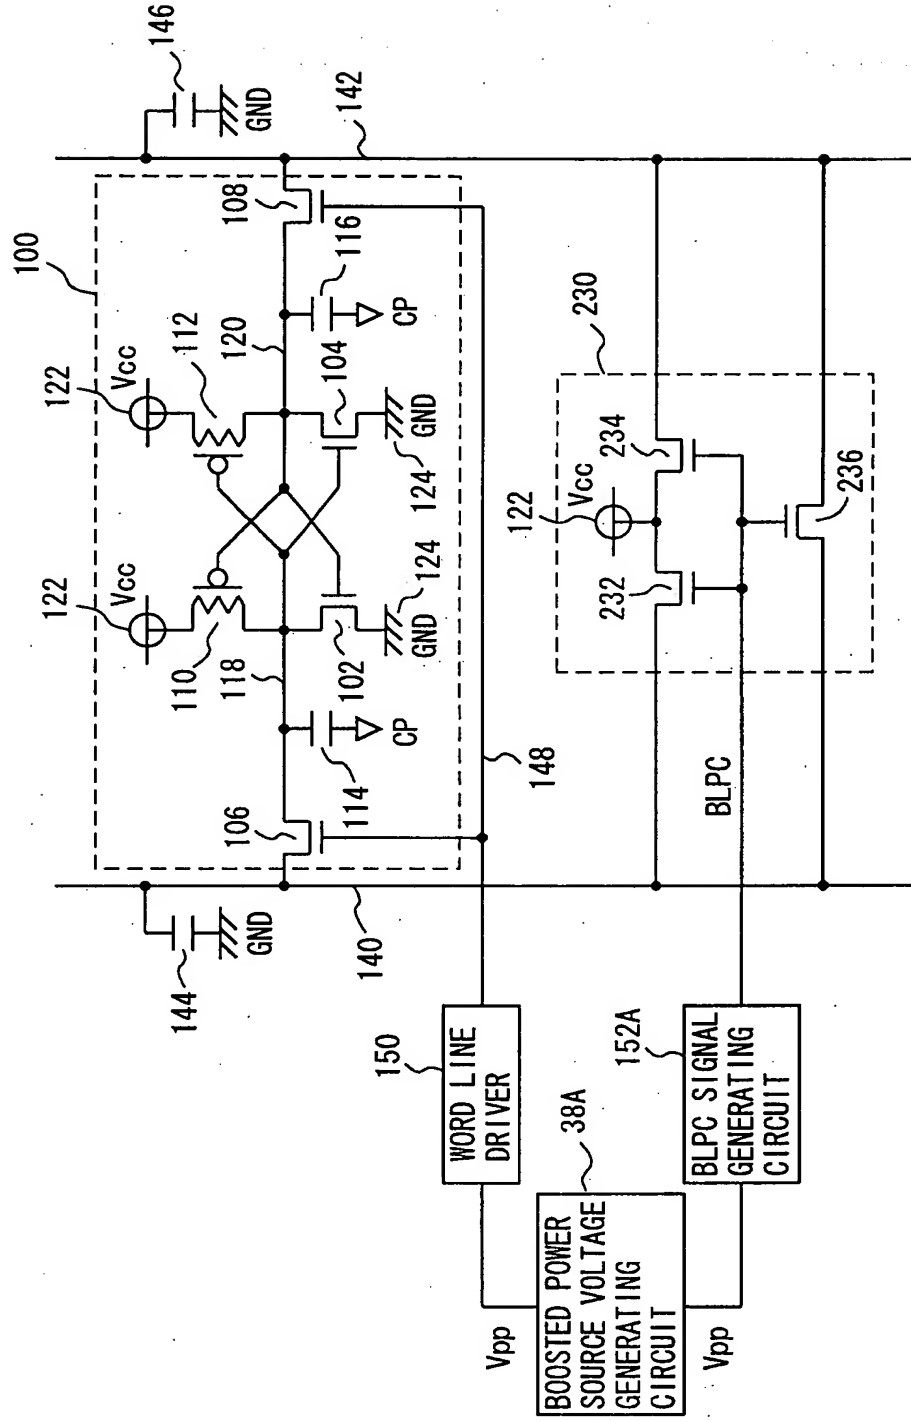 100
144
GND
146
GND
122
Vcc
122
Vcc
110
112
118
120
106
108
114
CP
116
CP
102
104
GND
124
124
GND
140
142
148
150
WORD LINE
DRIVER
Vpp
38A
BOOSTED POWER
SOURCE VOLTAGE
GENERATING
CIRCUIT
Vpp
152A
BLPC SIGNAL
GENERATING
CIRCUIT
BLPC
230
122
Vcc
232
234
236